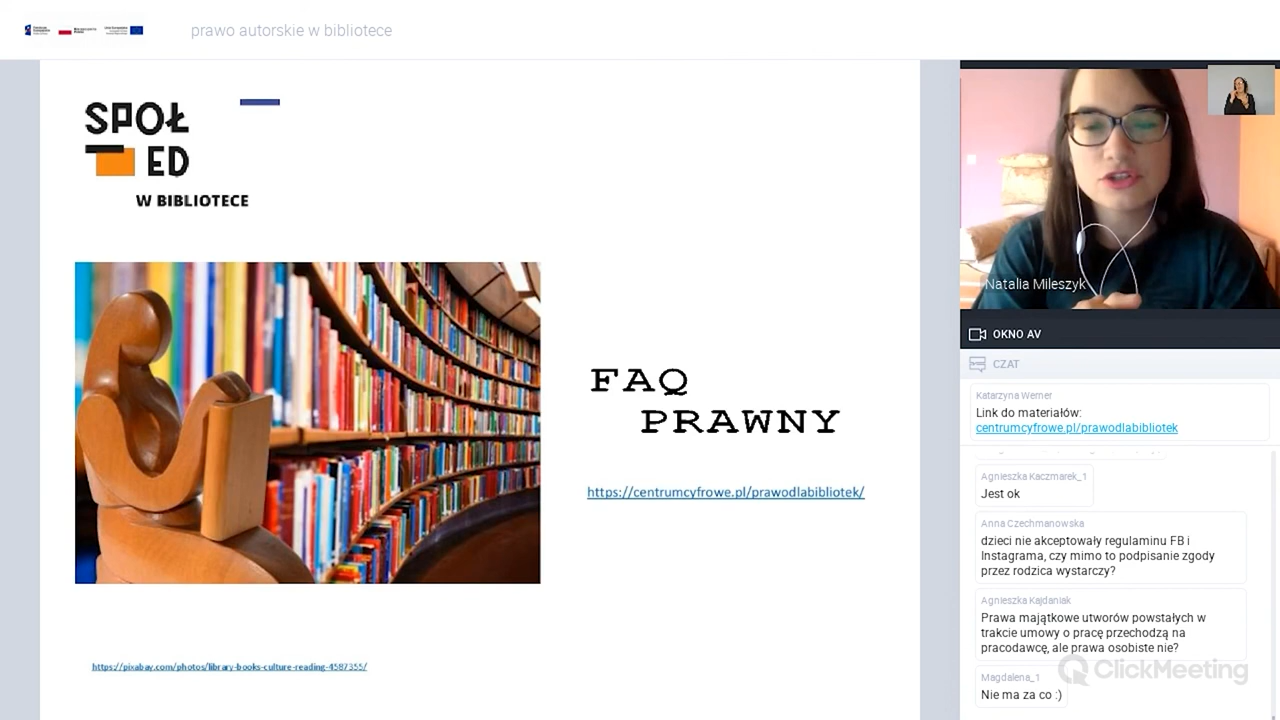 prawo autorskie w bibliotece
SPOŁ
ED
W BIBLIOTECE
FAQ
PRAWNY
https://centrumcyfrowe.pl/prawodlabibliotek/
https://pixabay.com/photos/library-books-culture-reading-4587355/
Natalia Mileszyk
OKNO AV
CZAT
Katarzyna Werner
Link do materiałów:
centrumcyfrowe.pl/prawodlabibliotek
Agnieszka Kaczmarek_1
Jest ok
Anna Czechmanowska
dzieci nie akceptowały regulaminu FB i
Instagrama, czy mimo to podpisanie zgody
przez rodzica wystarczy?
Agnieszka Kajdaniak
Prawa majątkowe utworów powstałych w
trakcie umowy o pracę przechodzą na
pracodawcę, ale prawa osobiste nie?
ClickMeeting
Magdalena_1
Nie ma za co :)